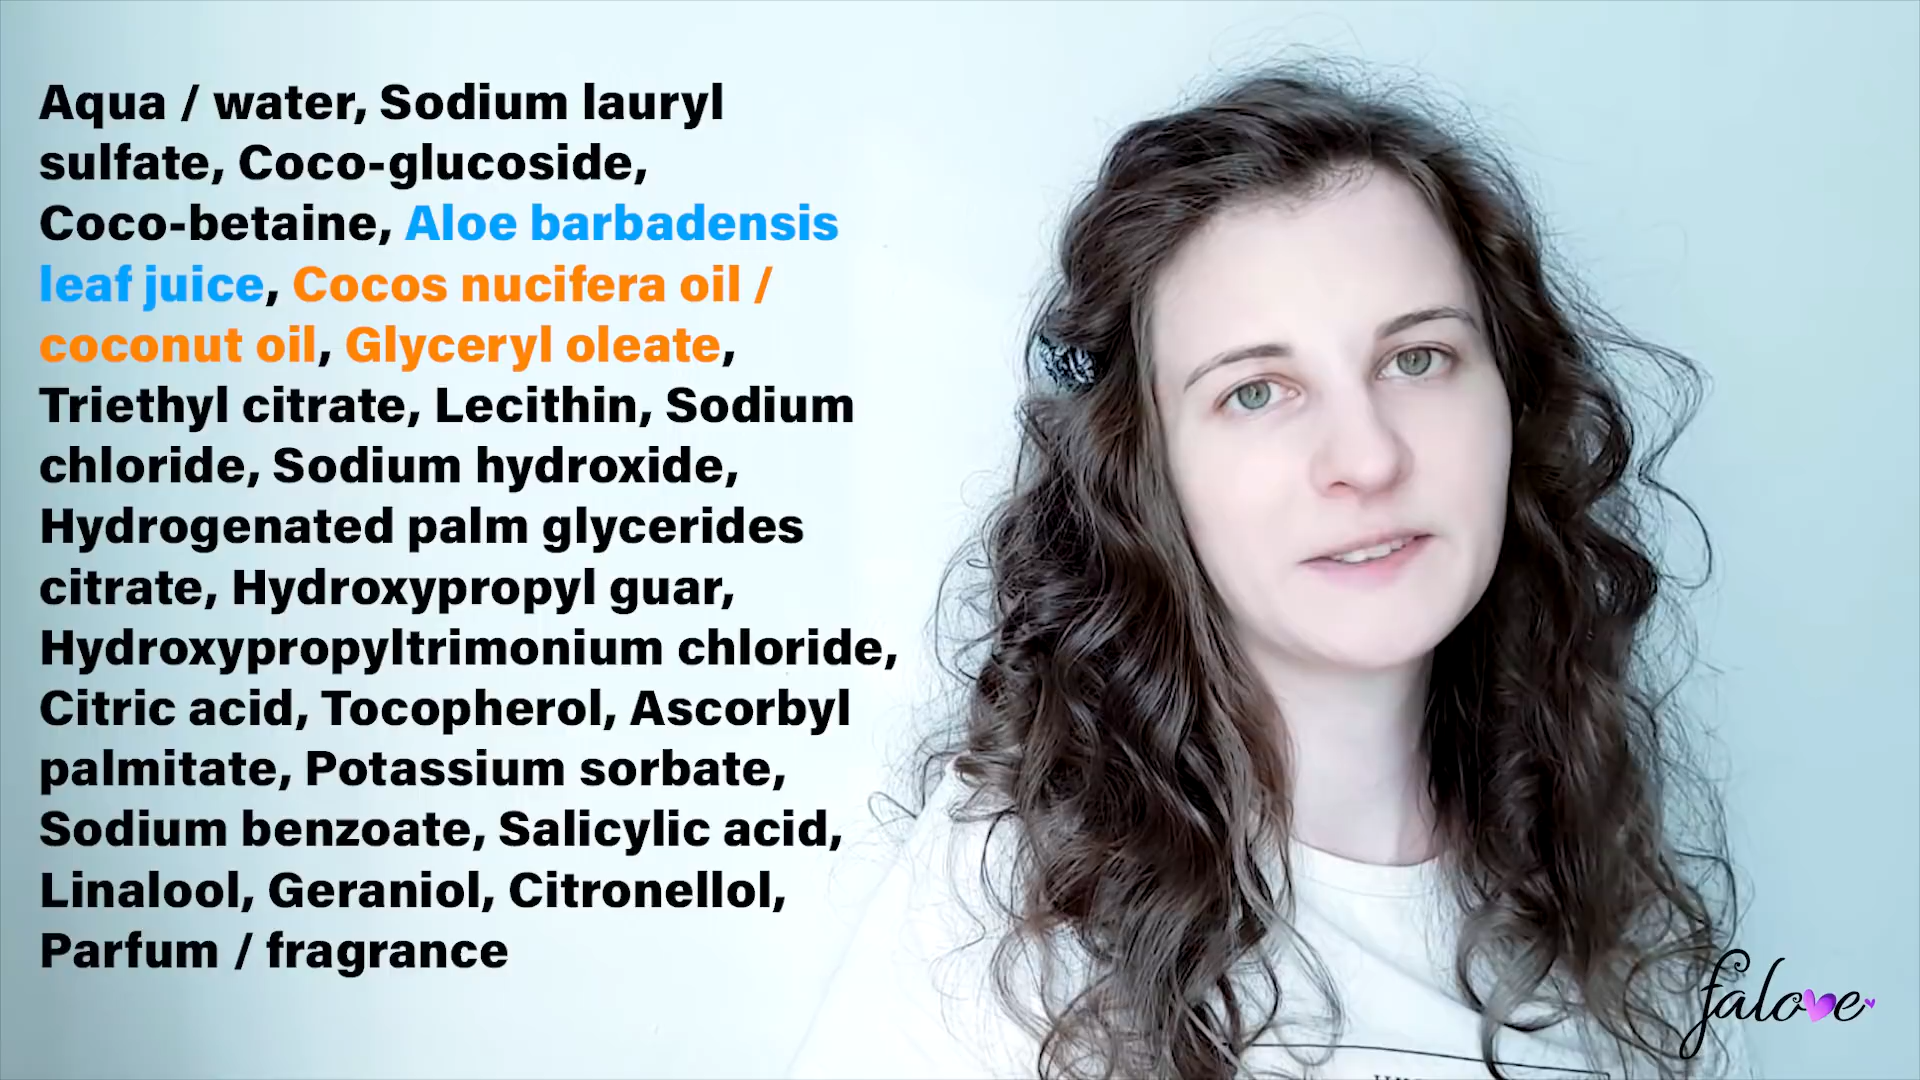 Aqua / water, Sodium lauryl
sulfate, Coco-glucoside,
Coco-betaine, Aloe barbadensis
leaf juice, Cocos nucifera oil /
coconut oil, Glyceryl oleate,
Triethyl citrate, Lecithin, Sodium
chloride, Sodium hydroxide,
Hydrogenated palm glycerides
citrate, Hydroxypropyl guar,
Hydroxypropyltrimonium chloride,
Citric acid, Tocopherol, Ascorbyl
palmitate, Potassium sorbate,
Sodium benzoate, Salicylic acid,
Linalool, Geraniol, Citronellol,
Parfum / fragrance
falove